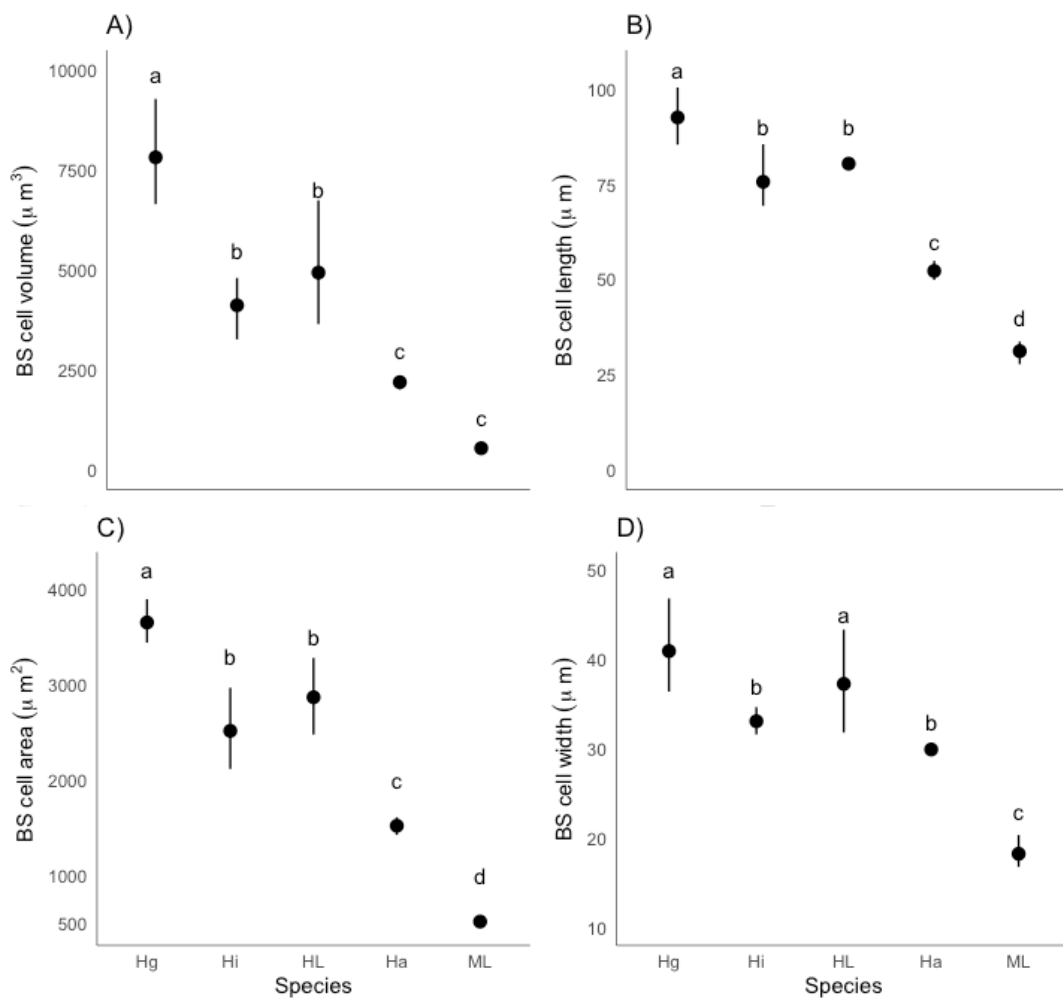 A)
BS cell volume (μ m³)
10000
7500
5000
2500
0
a
b
b
c
c
B)
BS cell length (μ m)
100
75
50
25
0
a
b
b
c
d
C)
BS cell area (μ m²)
4000
3000
2000
1000
500
a
b
b
c
d
Hg Hi HL Ha ML
Species
D)
BS cell width (μ m)
50
40
30
20
10
a
b
a
b
c
Hg Hi HL Ha ML
Species